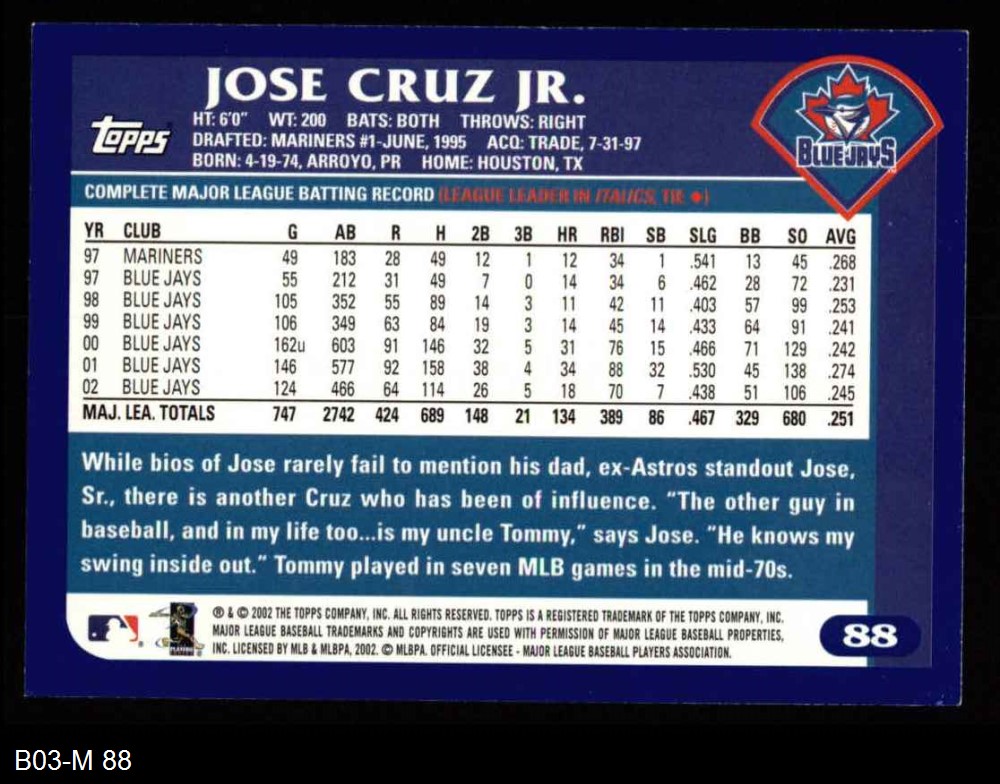 JOSE CRUZ JR.
HT: 6'0" WT: 200 BATS: BOTH THROWS: RIGHT
DRAFTED: MARINERS #1-JUNE, 1995 ACQ: TRADE, 7-31-97
BORN: 4-19-74, ARROYO, PR HOME: HOUSTON, TX
TOPPS
BLUE JAYS
COMPLETE MAJOR LEAGUE BATTING RECORD (LEAGUE LEADER IN ITALICS, TIE ♦)
YR CLUB G AB R H 2B 3B HR RBI SB SLG BB SO AVG
97 MARINERS 49 183 28 49 12 1 12 34 1 .541 13 45 .268
97 BLUE JAYS 55 212 31 49 7 0 14 34 6 .462 28 72 .231
98 BLUE JAYS 105 352 55 89 14 3 11 42 11 .403 57 99 .253
99 BLUE JAYS 106 349 63 84 19 3 14 45 14 .433 64 91 .241
00 BLUE JAYS 162u 603 91 146 32 5 31 76 15 .466 71 129 .242
01 BLUE JAYS 146 577 92 158 38 4 34 88 32 .530 45 138 .274
02 BLUE JAYS 124 466 64 114 26 5 18 70 7 .438 51 106 .245
MAJ. LEA. TOTALS 747 2742 424 689 148 21 134 389 86 .467 329 680 .251
While bios of Jose rarely fail to mention his dad, ex-Astros standout Jose,
Sr., there is another Cruz who has been of influence. "The other guy in
baseball, and in my life too...is my uncle Tommy," says Jose. "He knows my
swing inside out." Tommy played in seven MLB games in the mid-70s.
® & © 2002 THE TOPPS COMPANY, INC. ALL RIGHTS RESERVED. TOPPS IS A REGISTERED TRADEMARK OF THE TOPPS COMPANY, INC.
MAJOR LEAGUE BASEBALL TRADEMARKS AND COPYRIGHTS ARE USED WITH PERMISSION OF MAJOR LEAGUE BASEBALL PROPERTIES,
INC. LICENSED BY MLB & MLBPA, 2002. © MLBPA. OFFICIAL LICENSEE - MAJOR LEAGUE BASEBALL PLAYERS ASSOCIATION.
88
B03-M 88